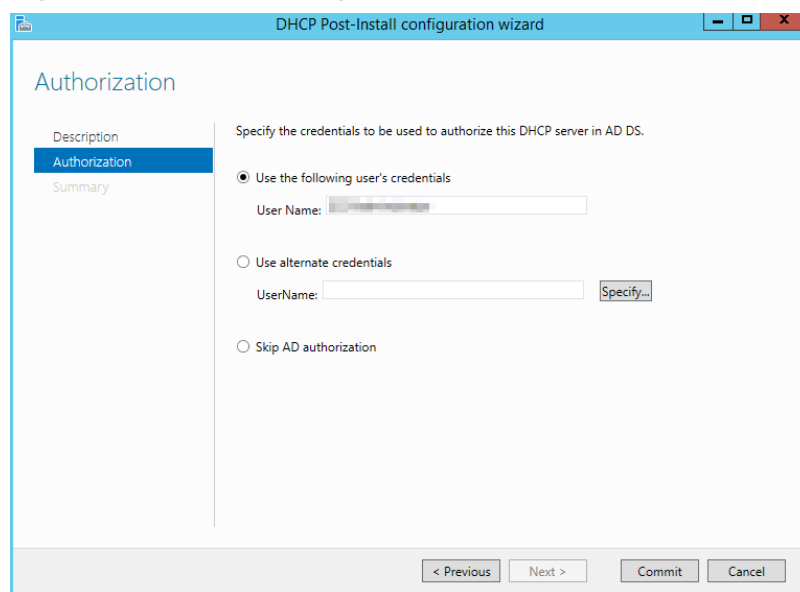 DHCP Post-Install configuration wizard
X
Authorization
Description
Authorization
Summary
Specify the credentials to be used to authorize this DHCP server in AD DS.
Use the following user's credentials
User Name:
Use alternate credentials
UserName:
Specify...
Skip AD authorization
< Previous
Next >
Commit
Cancel